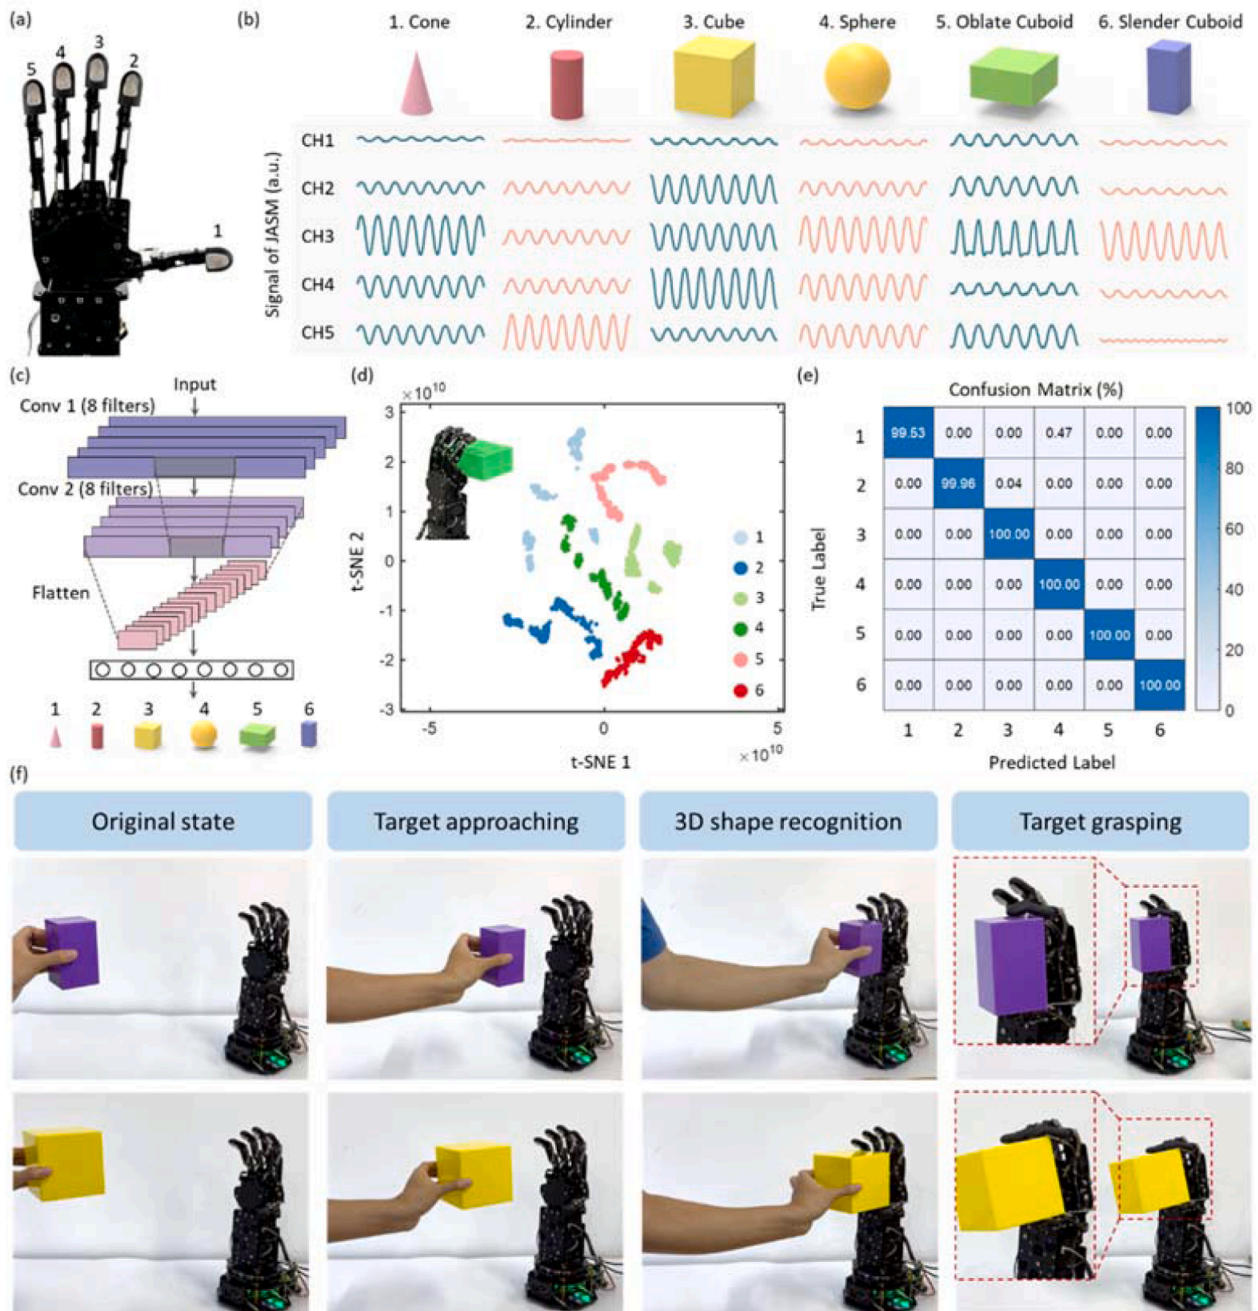 (a)
1
2
3
4
5
(b)
1. Cone 2. Cylinder 3. Cube 4. Sphere 5. Oblate Cuboid 6. Slender Cuboid
Signal of JASM (a.u.)
CH1
CH2
CH3
CH4
CH5
(c)
Input
Conv 1 (8 filters)
Conv 2 (8 filters)
Flatten
1 2 3 4 5 6
(d)
×10¹⁰
3
2
1
0
-1
-2
-3
t-SNE 2
1
2
3
4
5
6
-5 0 5
×10¹⁰
t-SNE 1
(e)
Confusion Matrix (%)
True Label
1 99.53 0.00 0.00 0.47 0.00 0.00
2 0.00 99.96 0.04 0.00 0.00 0.00
3 0.00 0.00 100.00 0.00 0.00 0.00
4 0.00 0.00 0.00 100.00 0.00 0.00
5 0.00 0.00 0.00 0.00 100.00 0.00
6 0.00 0.00 0.00 0.00 0.00 100.00
1 2 3 4 5 6
Predicted Label
100
80
60
40
20
0
(f)
Original state
Target approaching
3D shape recognition
Target grasping